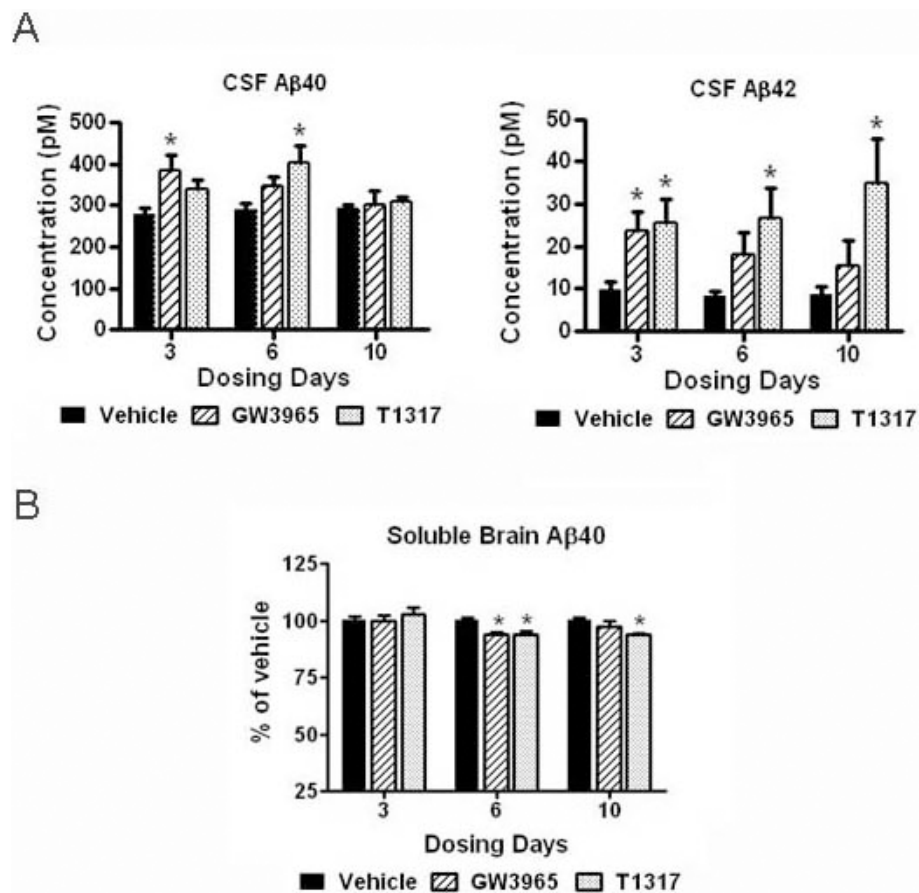 A
CSF Aβ40
Concentration (pM)
500
400
300
200
100
0
*
*
3 6 10
Dosing Days
Vehicle GW3965 T1317
CSF Aβ42
Concentration (pM)
50
40
30
20
10
0
* *
*
*
3 6 10
Dosing Days
Vehicle GW3965 T1317
B
Soluble Brain Aβ40
% of vehicle
125
100
75
50
25
* *
*
3 6 10
Dosing Days
Vehicle GW3965 T1317